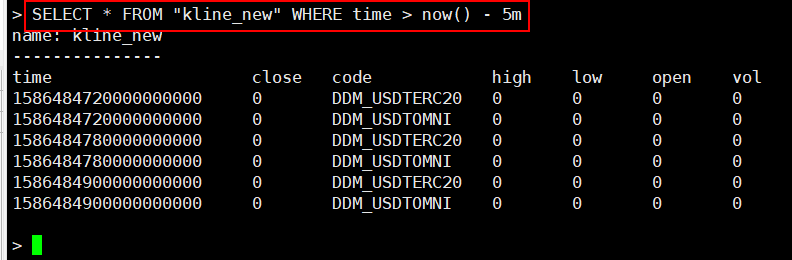 > SELECT * FROM "kline_new" WHERE time > now() - 5m
name: kline_new
---------------
time close code high low open vol
1586484720000000000 0 DDM_USDTERC20 0 0 0 0
1586484720000000000 0 DDM_USDTOMNI 0 0 0 0
1586484780000000000 0 DDM_USDTERC20 0 0 0 0
1586484780000000000 0 DDM_USDTOMNI 0 0 0 0
1586484900000000000 0 DDM_USDTERC20 0 0 0 0
1586484900000000000 0 DDM_USDTOMNI 0 0 0 0
>